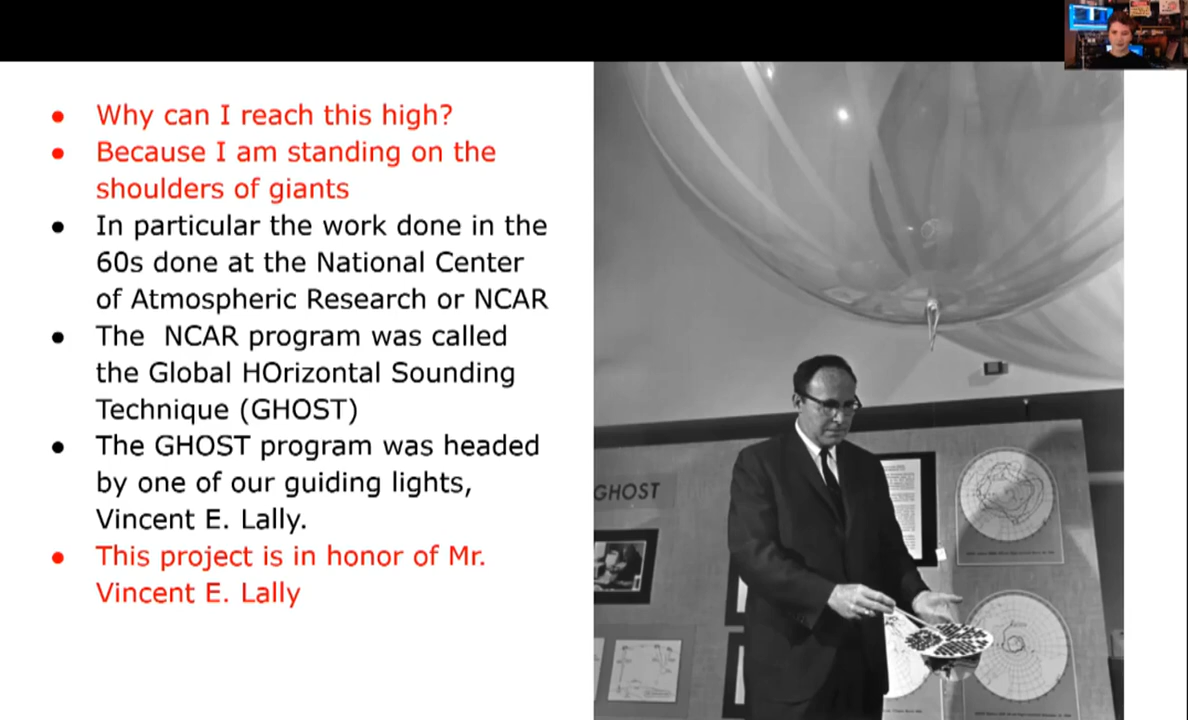 Why can I reach this high?
Because I am standing on the
shoulders of giants
In particular the work done in the
60s done at the National Center
of Atmospheric Research or NCAR
The  NCAR program was called
the Global HOrizontal Sounding
Technique (GHOST)
The GHOST program was headed
by one of our guiding lights,
Vincent E. Lally.
This project is in honor of Mr.
Vincent E. Lally
GHOST